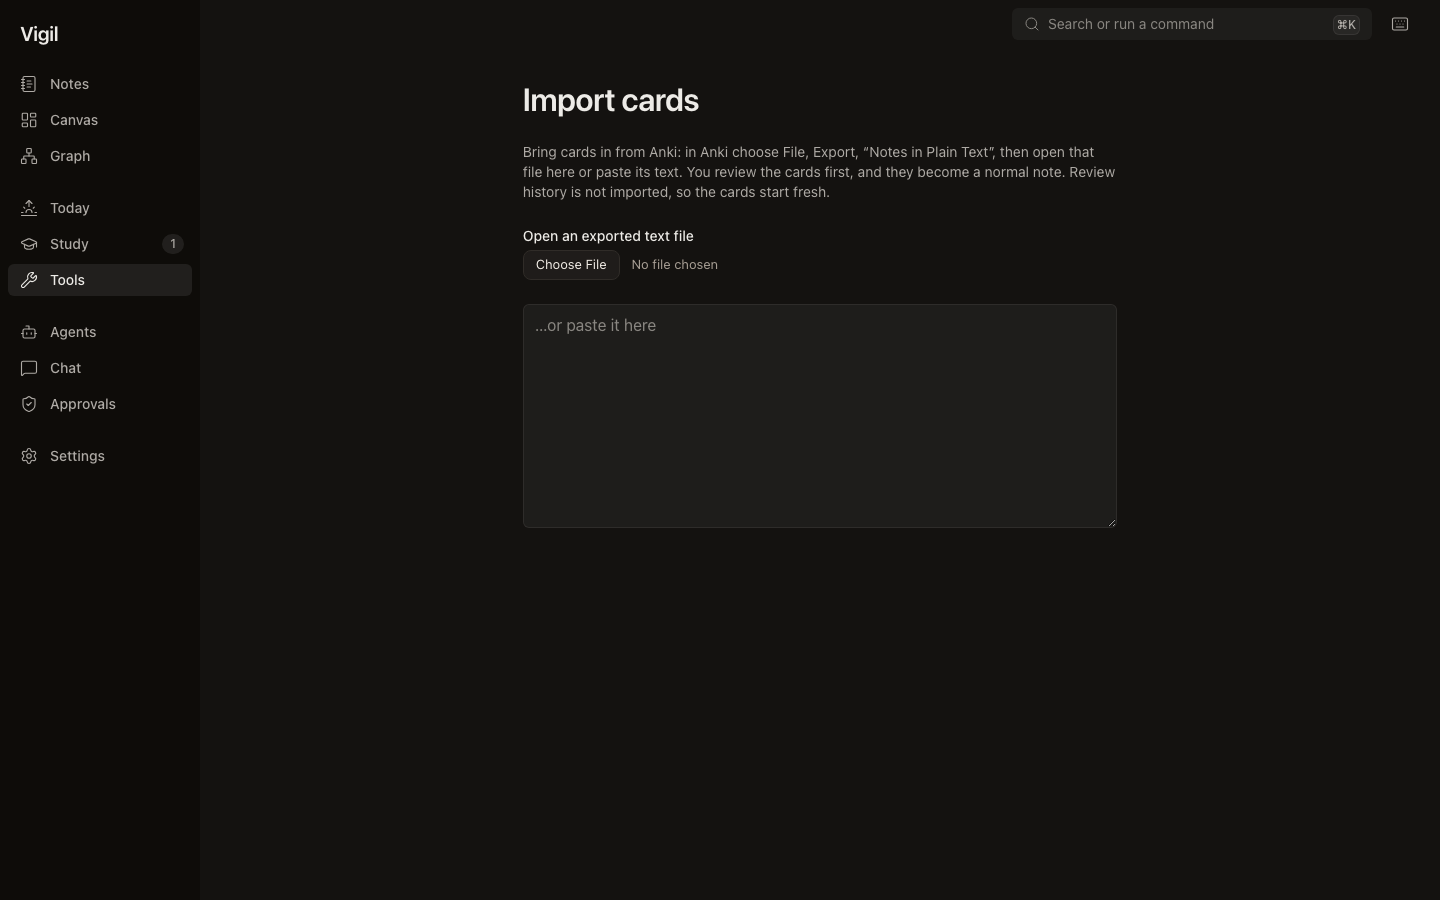 Vigil
Search or run a command
⌘K
Notes
Canvas
Graph
Today
Study
1
Tools
Agents
Chat
Approvals
Settings
Import cards
Bring cards in from Anki: in Anki choose File, Export, “Notes in Plain Text”, then open that
file here or paste its text. You review the cards first, and they become a normal note. Review
history is not imported, so the cards start fresh.
Open an exported text file
Choose File
No file chosen
...or paste it here